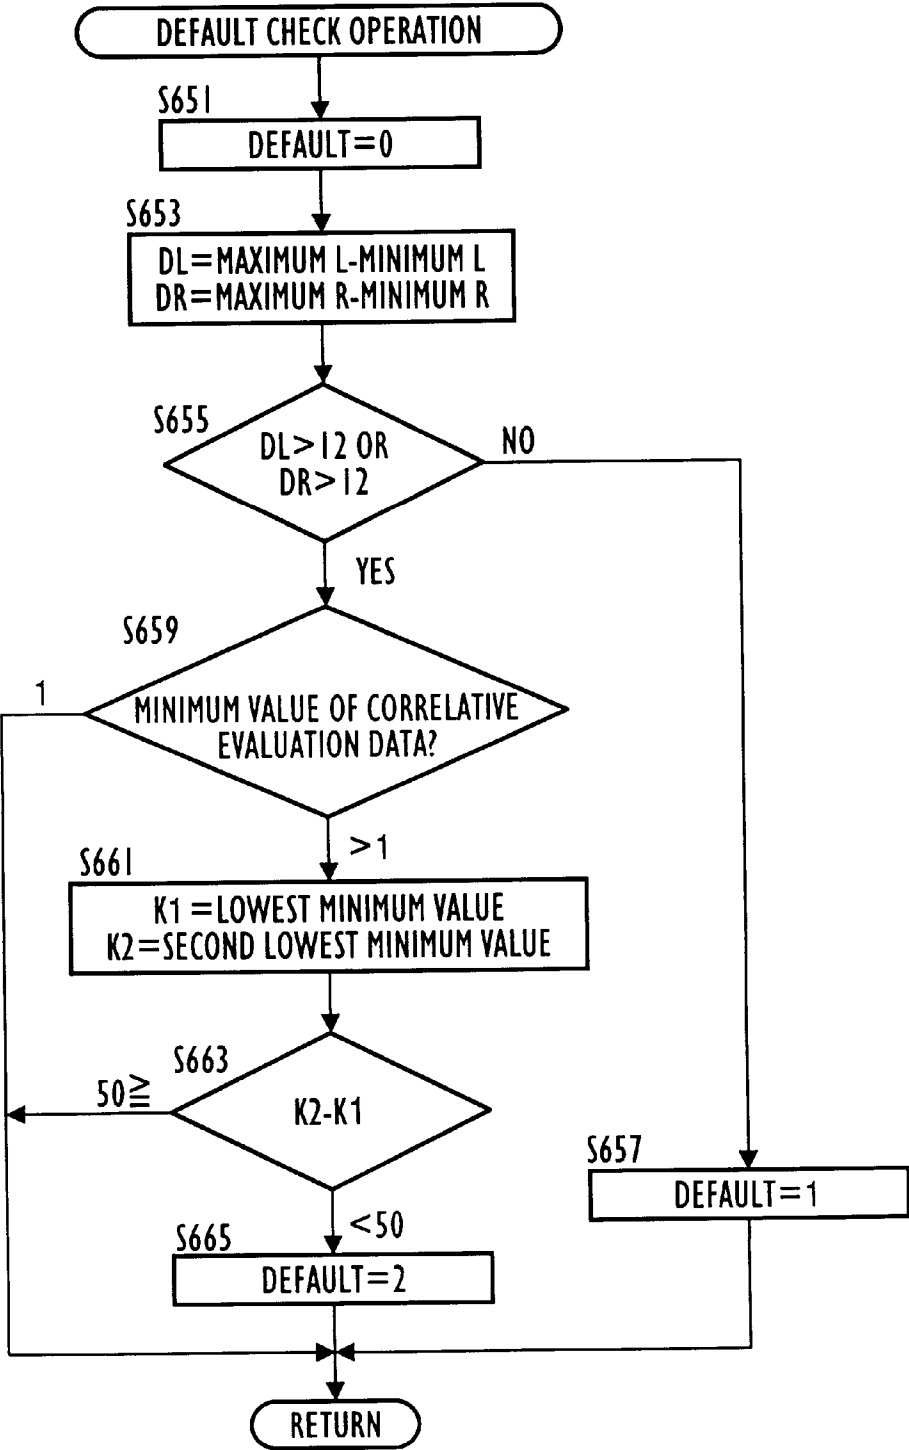 DEFAULT CHECK OPERATION
S651
DEFAULT=0
S653
DL=MAXIMUM L-MINIMUM L
DR=MAXIMUM R-MINIMUM R
S655
DL>12 OR
DR>12
NO
YES
S659
1
MINIMUM VALUE OF CORRELATIVE
EVALUATION DATA?
>1
S661
K1=LOWEST MINIMUM VALUE
K2=SECOND LOWEST MINIMUM VALUE
S663
50≧
K2-K1
S657
DEFAULT=1
<50
S665
DEFAULT=2
RETURN